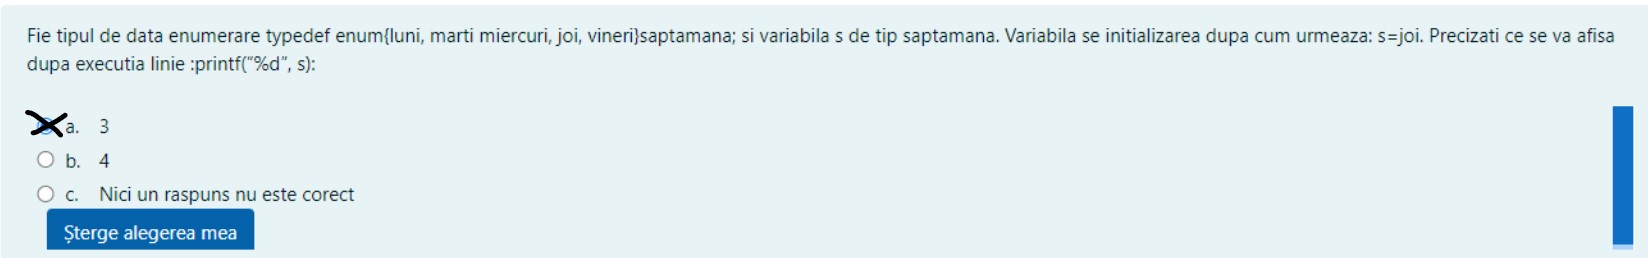 Fie tipul de data enumerare typedef enum{luni, marti miercuri, joi, vineri}saptamana; si variabila s de tip saptamana. Variabila se initializarea dupa cum urmeaza: s=joi. Precizati ce se va afisa
dupa executia linie :printf("%d", s):
a. 3
b. 4
c. Nici un raspuns nu este corect
Șterge alegerea mea